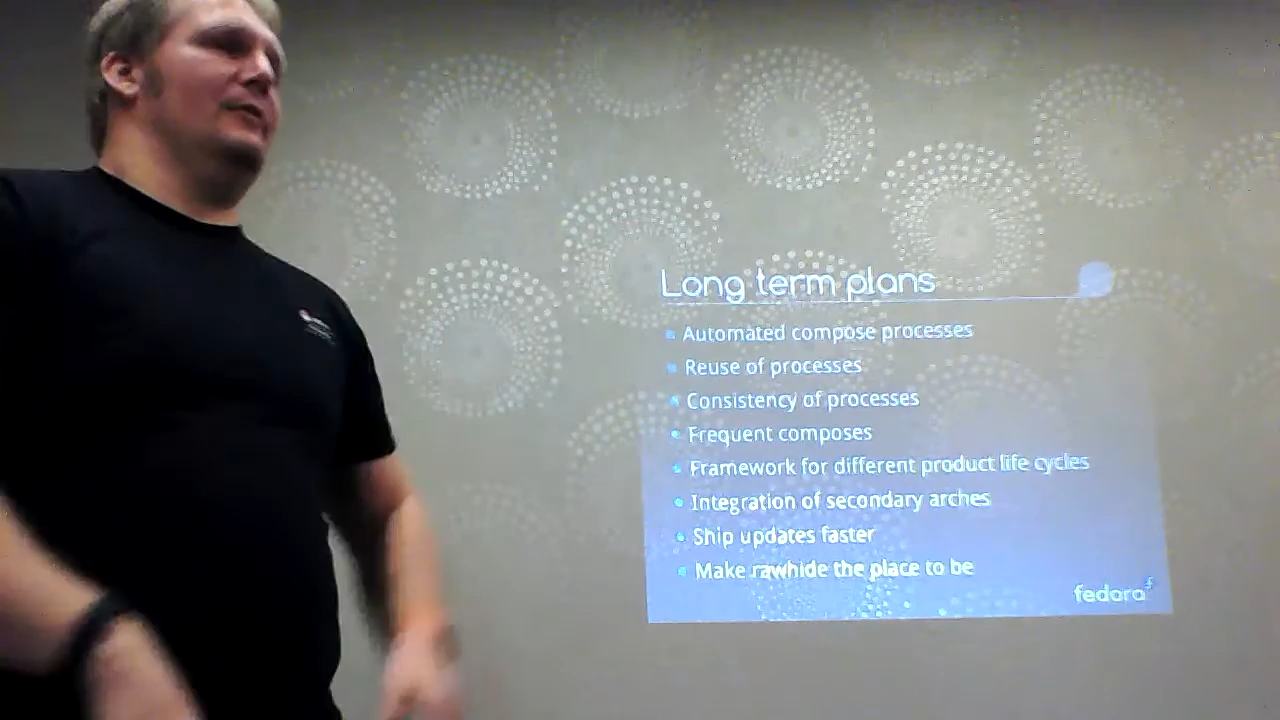 Long term plans
Automated compose processes
Reuse of processes
Consistency of processes
Frequent composes
Framework for different product life cycles
Integration of secondary arches
Ship updates faster
Make rawhide the place to be
fedora